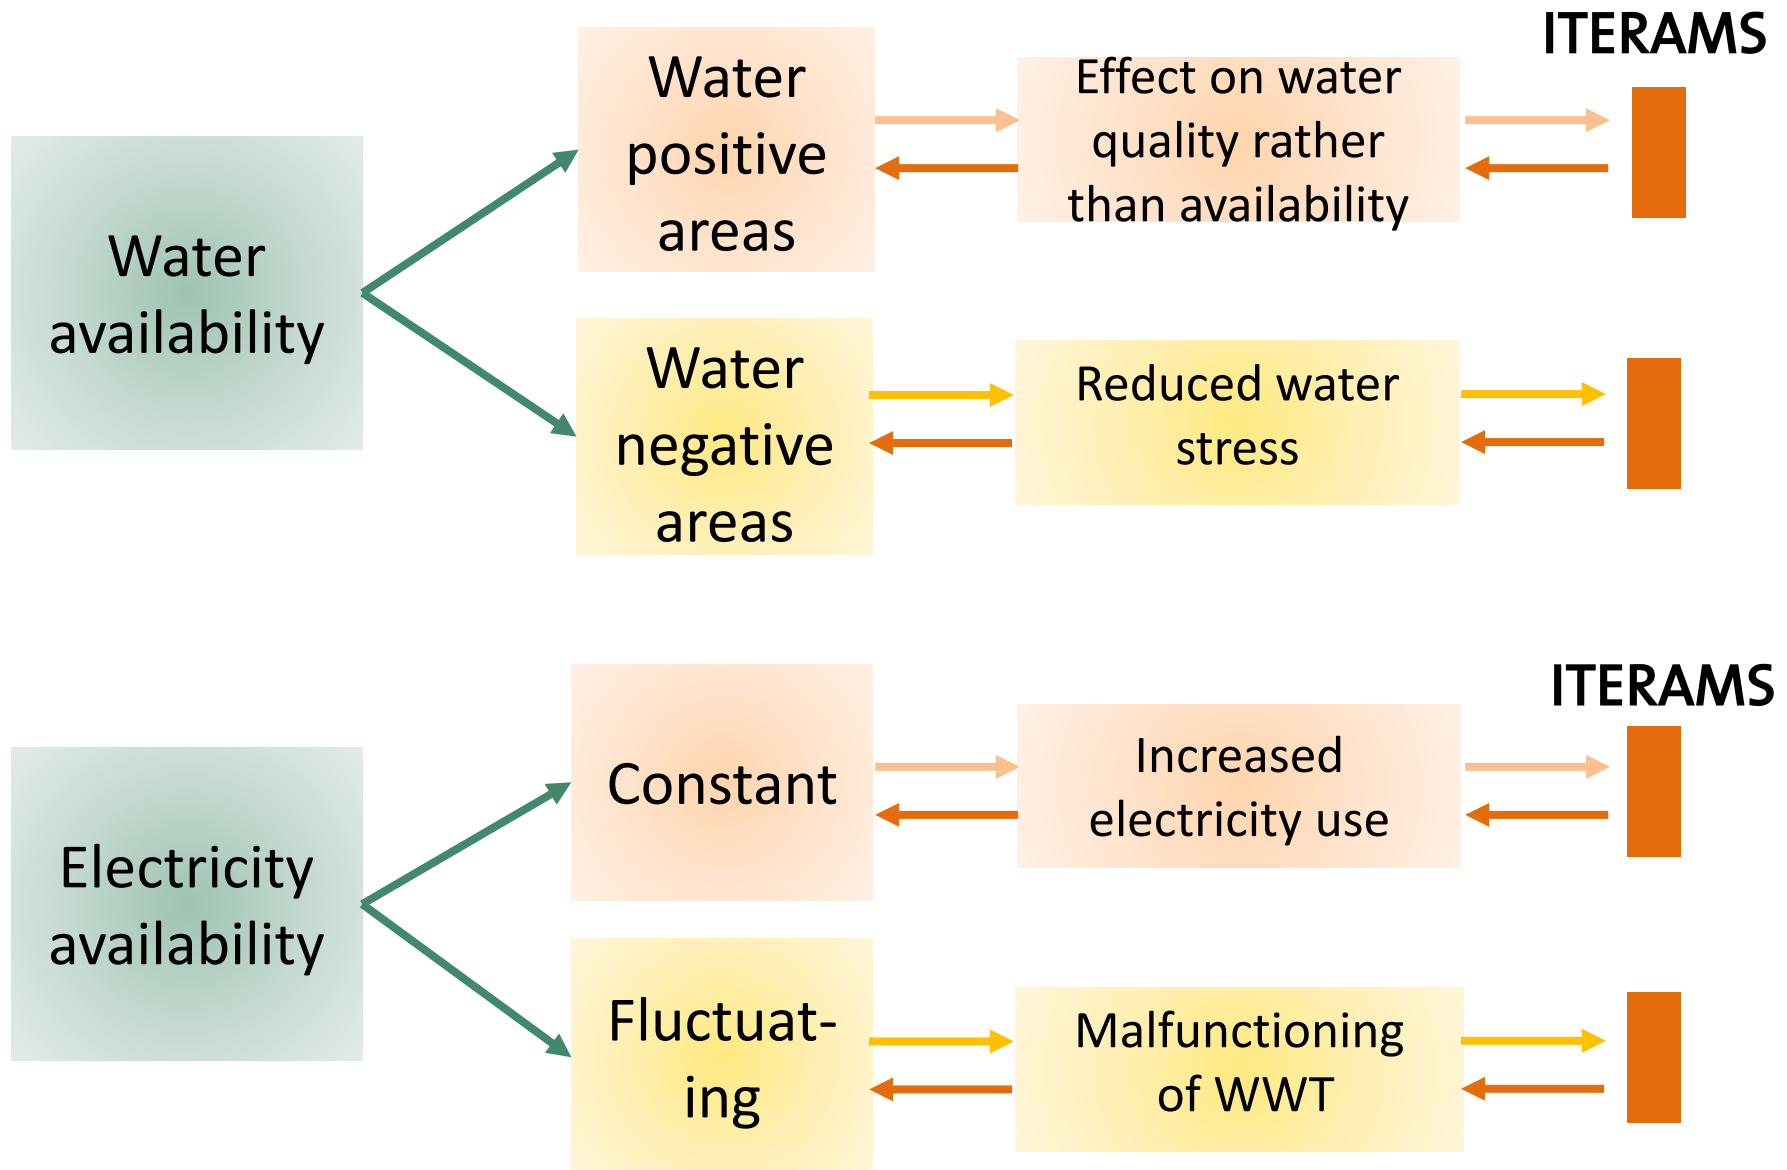 ITERAMS
Water
positive
areas
Effect on water
quality rather
than availability
Water
availability
Water
negative
areas
Reduced water
stress
ITERAMS
Constant
Increased
electricity use
Electricity
availability
Fluctuat-
ing
Malfunctioning
of WWT